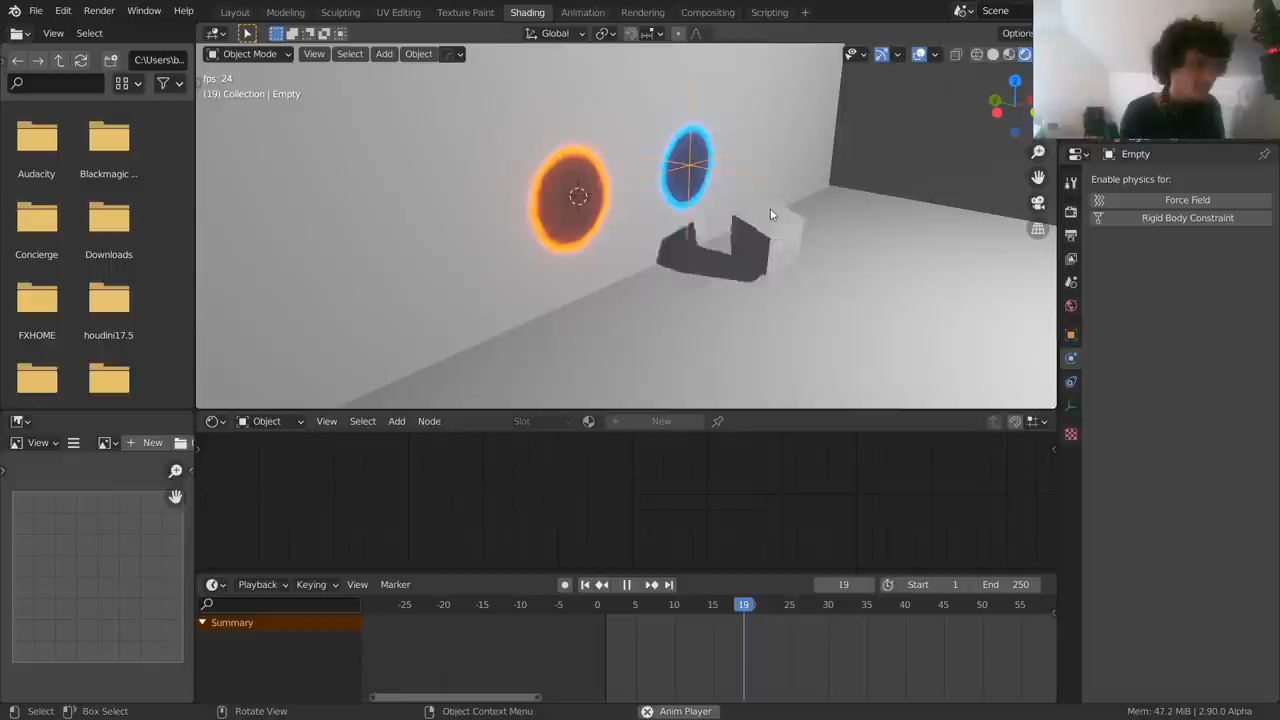 File Edit Render Window Help Layout Modeling Sculpting UV Editing Texture Paint Shading Animation Rendering Compositing Scripting + Scene
View Select Global Options
C:\Users\b... Object Mode View Select Add Object
fps: 24
(19) Collection | Empty
Z
Empty
Audacity Blackmagic ...
Enable physics for:
Force Field
Rigid Body Constraint
Concierge Downloads
FXHOME houdini17.5
Object View Select Add Node Slot New
View New
Playback Keying View Marker 19 Start 1 End 250
-25 -20 -15 -10 -5 0 5 10 15 19 25 30 35 40 45 50 55
Summary
Select Box Select Rotate View Object Context Menu Anim Player Mem: 47.2 MiB | 2.90.0 Alpha